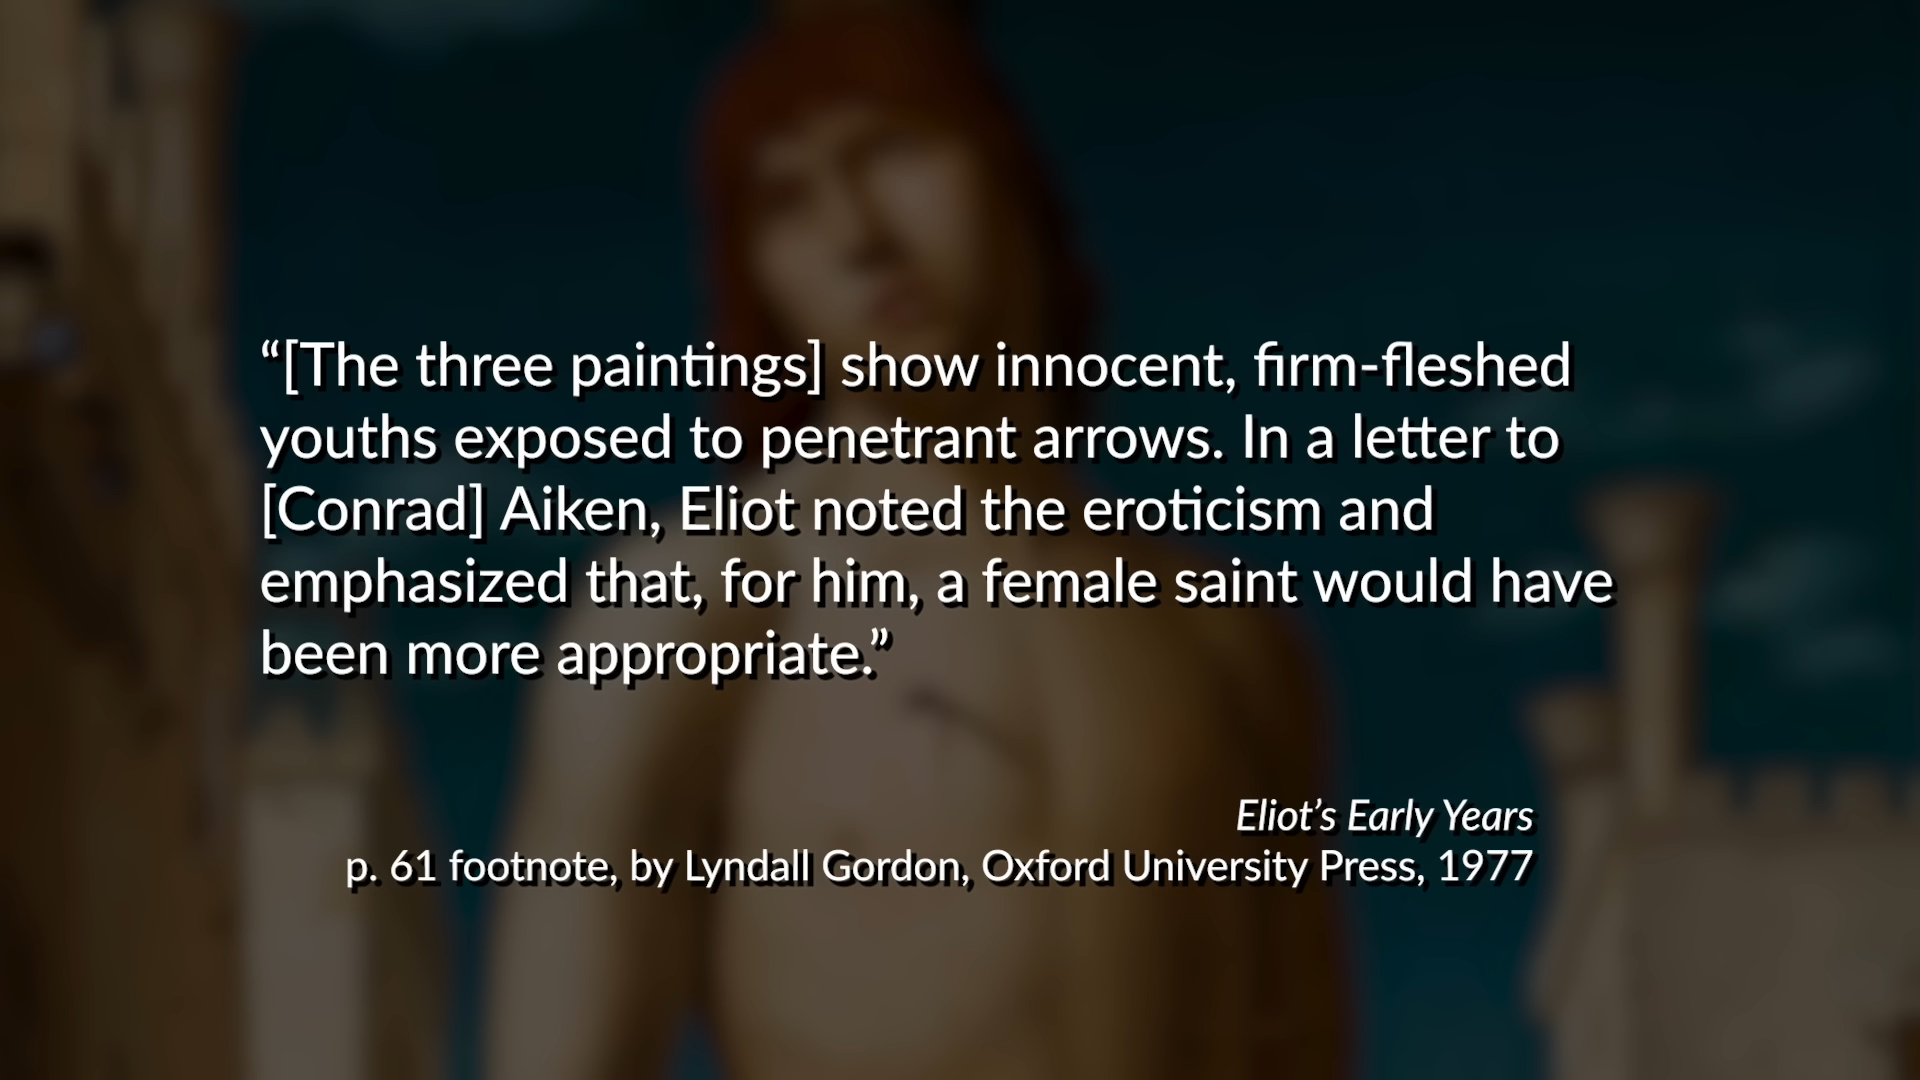 “[The three paintings] show innocent, firm-fleshed
youths exposed to penetrant arrows. In a letter to
[Conrad] Aiken, Eliot noted the eroticism and
emphasized that, for him, a female saint would have
been more appropriate.”
Eliot’s Early Years
p. 61 footnote, by Lyndall Gordon, Oxford University Press, 1977